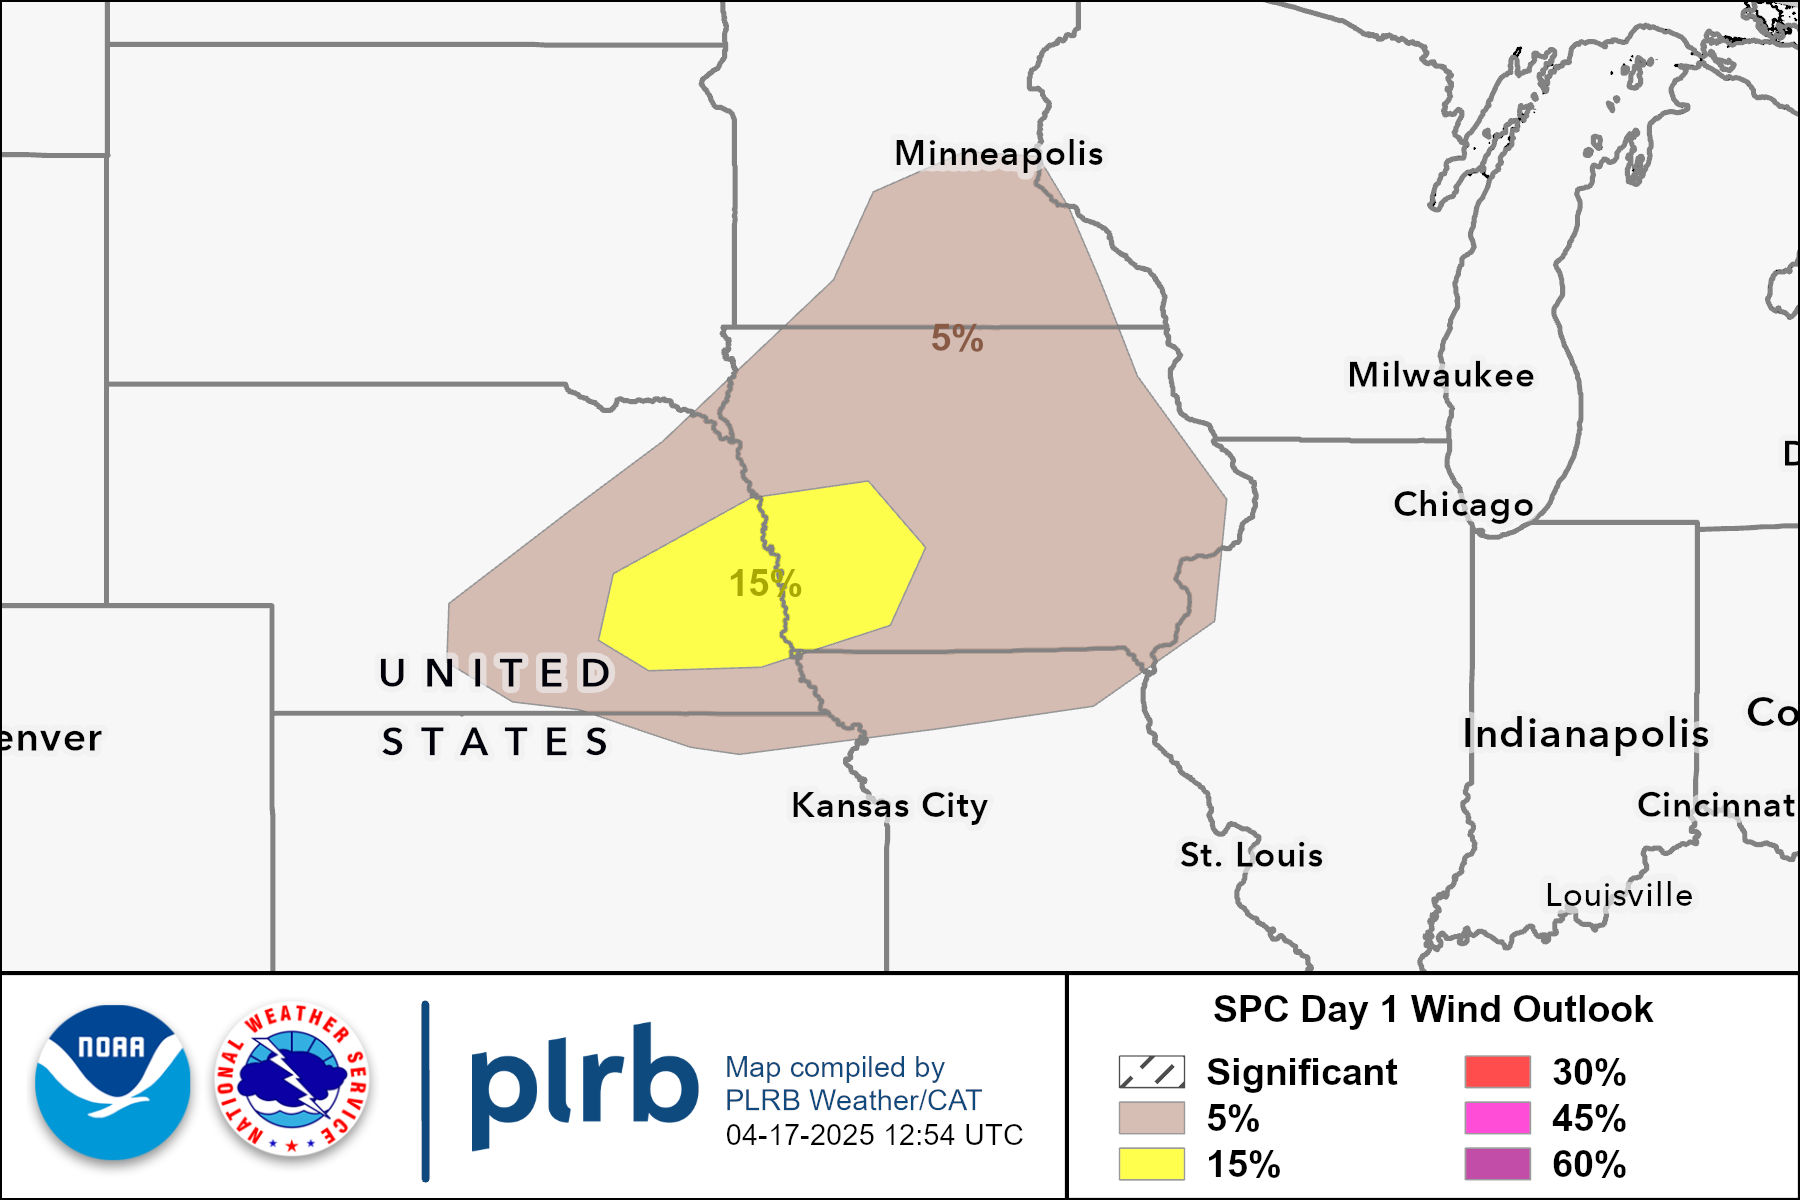 Minneapolis
5%
Milwaukee
D
Chicago
15%
UNITED
STATES
enver
Co
Indianapolis
Kansas City
Cincinnat
St. Louis
Louisville
NOAA
NATIONAL WEATHER SERVICE
plrb
Map compiled by
PLRB Weather/CAT
04-17-2025 12:54 UTC
SPC Day 1 Wind Outlook
Significant
30%
5%
45%
15%
60%